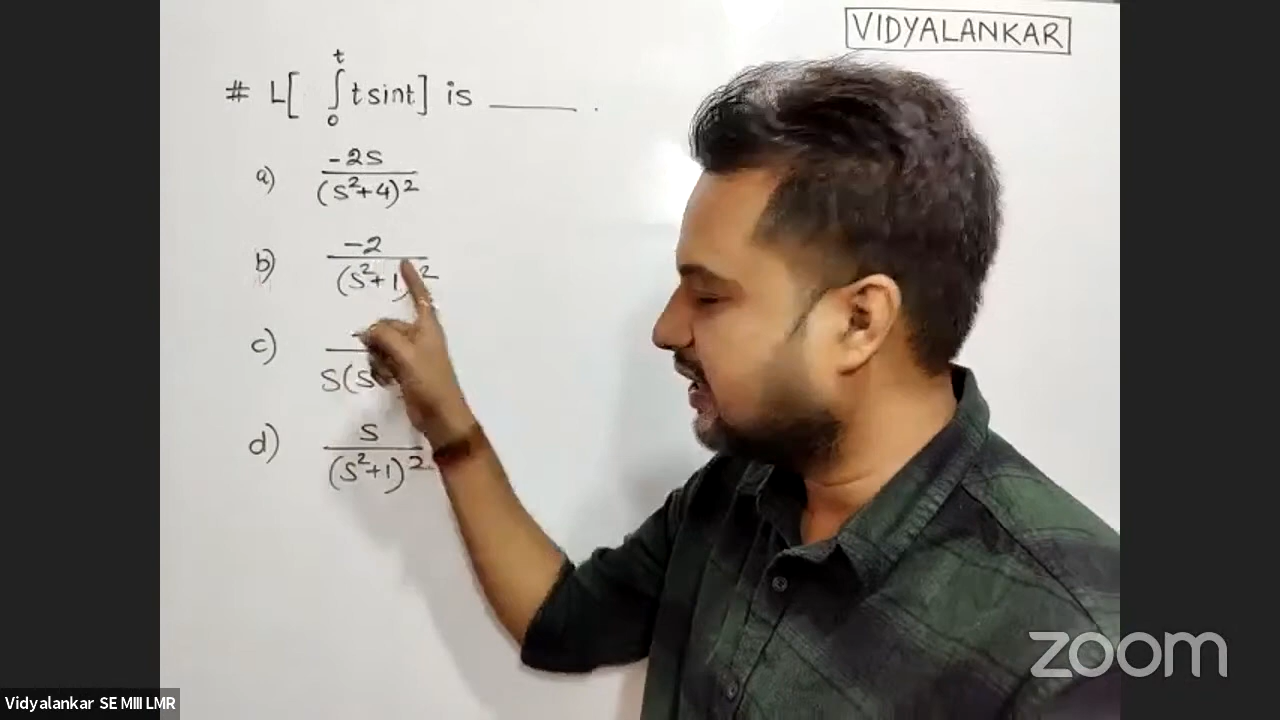 VIDYALANKAR
# L[ ∫₀ᵗ t sint] is ______ .
a) -2s / (s²+4)²
b) -2 / (s²+1)²
c) s(s
d) s / (s²+1)²
zoom
Vidyalankar SE MIII LMR